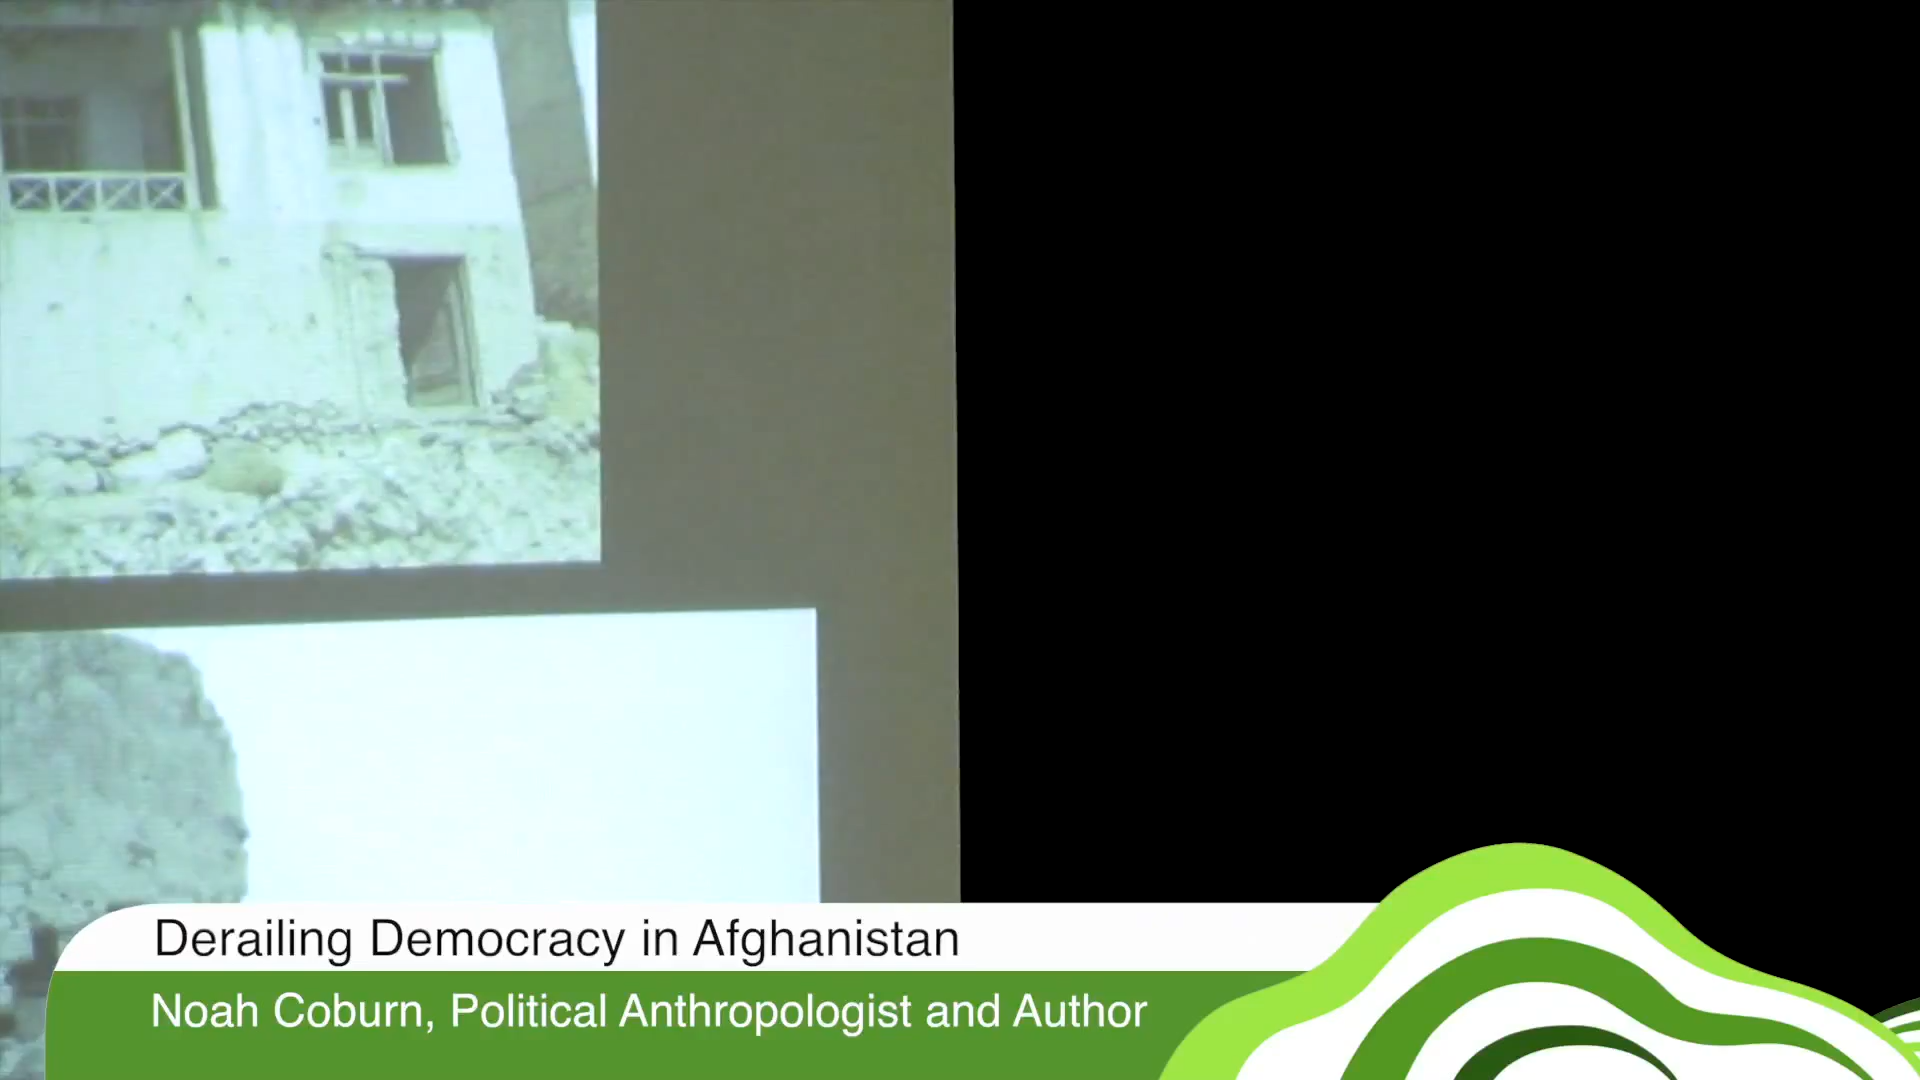 Derailing Democracy in Afghanistan
Noah Coburn, Political Anthropologist and Author